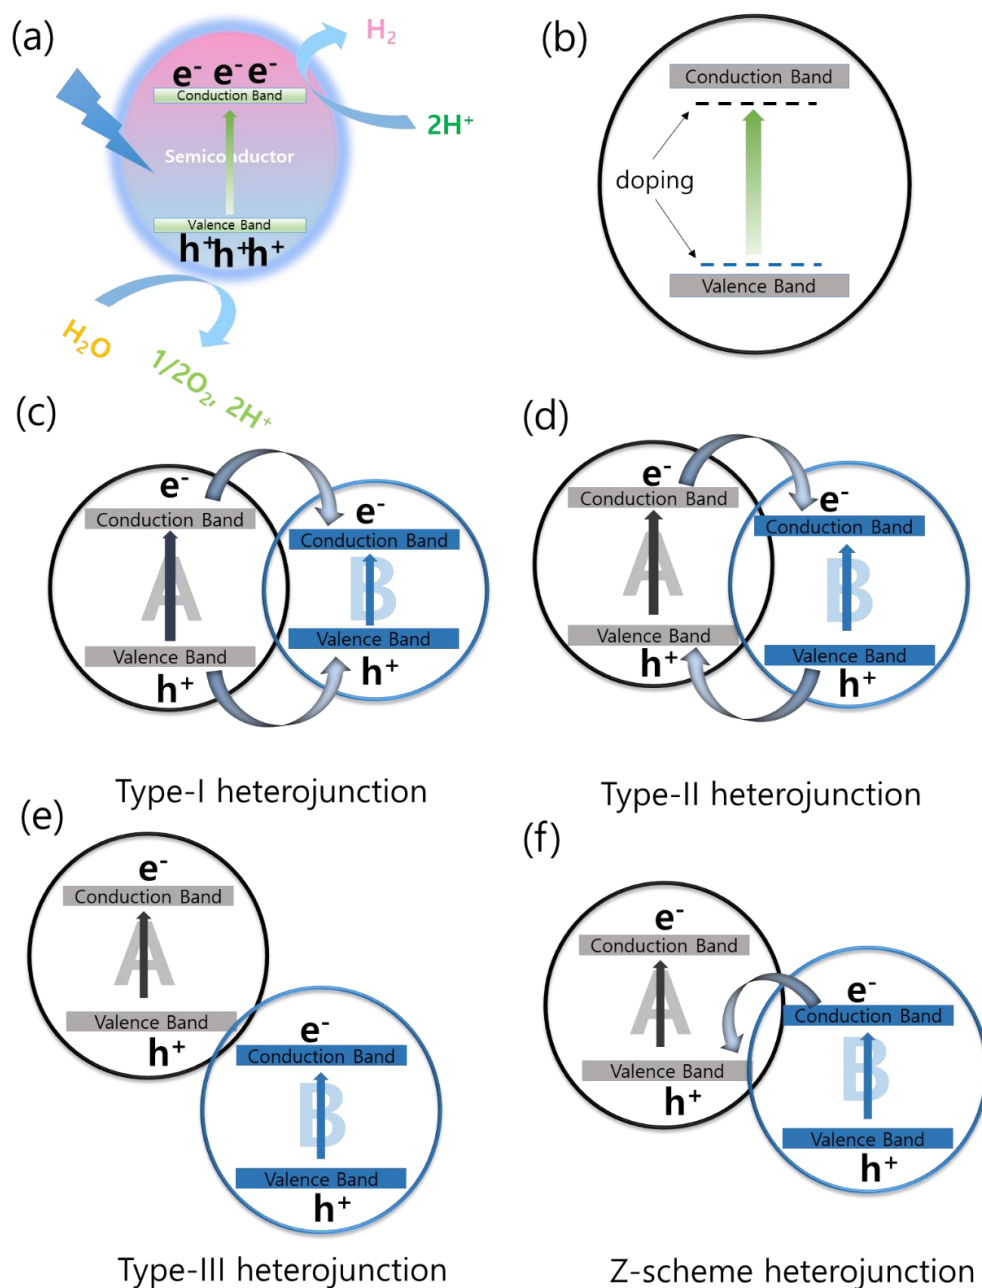 (a)
H₂
e⁻ e⁻ e⁻
Conduction Band
2H⁺
Semiconductor
Valence Band
h⁺ h⁺ h⁺
H₂O
1/2O₂, 2H⁺
(b)
Conduction Band
doping
Valence Band
(c)
e⁻
Conduction Band
A
Valence Band
h⁺
e⁻
Conduction Band
B
Valence Band
h⁺
Type-I heterojunction
(d)
e⁻
Conduction Band
A
Valence Band
h⁺
e⁻
Conduction Band
B
Valence Band
h⁺
Type-II heterojunction
(e)
e⁻
Conduction Band
A
Valence Band
h⁺
e⁻
Conduction Band
B
Valence Band
h⁺
Type-III heterojunction
(f)
e⁻
Conduction Band
A
Valence Band
h⁺
e⁻
Conduction Band
B
Valence Band
h⁺
Z-scheme heterojunction